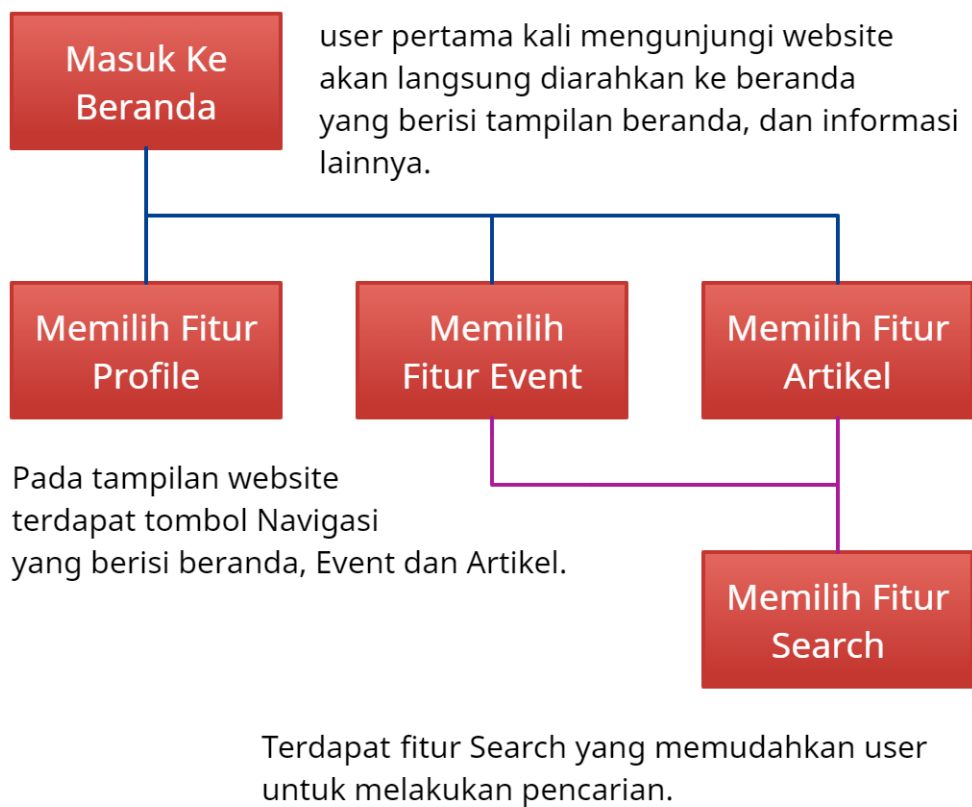 Masuk Ke
Beranda
user pertama kali mengunjungi website
akan langsung diarahkan ke beranda
yang berisi tampilan beranda, dan informasi
lainnya.
Memilih Fitur
Profile
Memilih
Fitur Event
Memilih Fitur
Artikel
Pada tampilan website
terdapat tombol Navigasi
yang berisi beranda, Event dan Artikel.
Memilih Fitur
Search
Terdapat fitur Search yang memudahkan user
untuk melakukan pencarian.